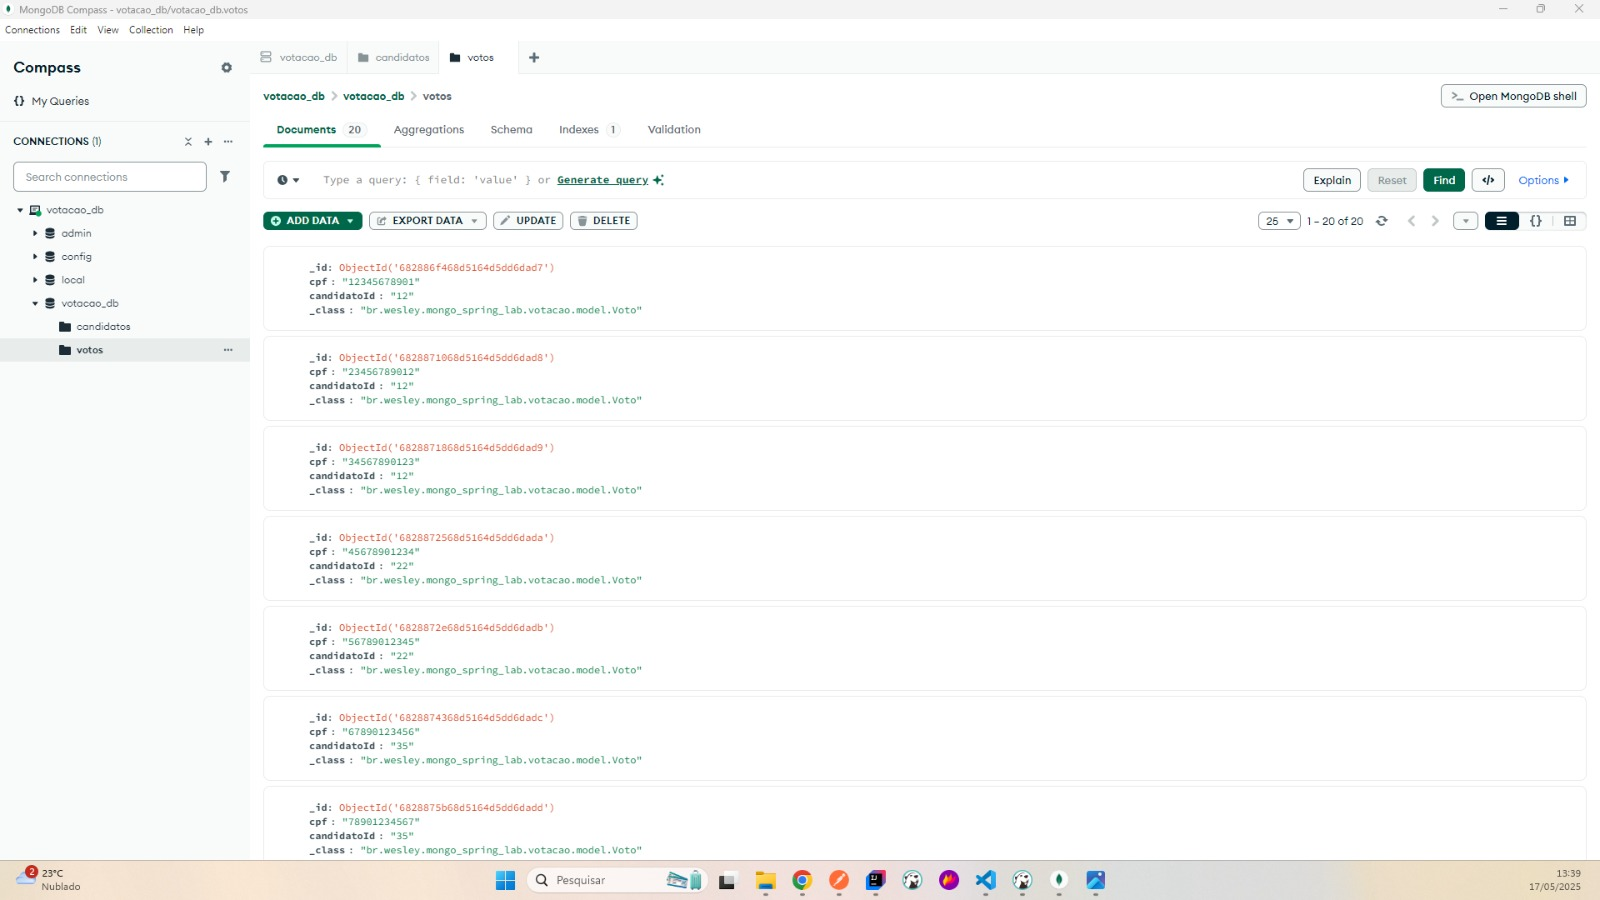 MongoDB Compass - votacao_db/votacao_db.votos
Connections Edit View Collection Help
Compass
My Queries
CONNECTIONS (1)
Search connections
votacao_db
admin
config
local
votacao_db
candidatos
votos
votacao_db candidatos votos
votacao_db > votacao_db > votos
>_ Open MongoDB shell
Documents 20 Aggregations Schema Indexes 1 Validation
Type a query: { field: 'value' } or Generate query
Explain Reset Find </> Options
ADD DATA EXPORT DATA UPDATE DELETE
25 1 – 20 of 20 {}
_id: ObjectId('682886f468d5164d5dd6dad7')
cpf : "12345678901"
candidatoId : "12"
_class : "br.wesley.mongo_spring_lab.votacao.model.Voto"
_id: ObjectId('6828871068d5164d5dd6dad8')
cpf : "23456789012"
candidatoId : "12"
_class : "br.wesley.mongo_spring_lab.votacao.model.Voto"
_id: ObjectId('6828871868d5164d5dd6dad9')
cpf : "34567890123"
candidatoId : "12"
_class : "br.wesley.mongo_spring_lab.votacao.model.Voto"
_id: ObjectId('6828872568d5164d5dd6dada')
cpf : "45678901234"
candidatoId : "22"
_class : "br.wesley.mongo_spring_lab.votacao.model.Voto"
_id: ObjectId('6828872e68d5164d5dd6dadb')
cpf : "56789012345"
candidatoId : "22"
_class : "br.wesley.mongo_spring_lab.votacao.model.Voto"
_id: ObjectId('6828874368d5164d5dd6dadc')
cpf : "67890123456"
candidatoId : "35"
_class : "br.wesley.mongo_spring_lab.votacao.model.Voto"
_id: ObjectId('6828875b68d5164d5dd6dadd')
cpf : "78901234567"
candidatoId : "35"
_class : "br.wesley.mongo_spring_lab.votacao.model.Voto"
2
23°C
Nublado
Pesquisar
13:39
17/05/2025